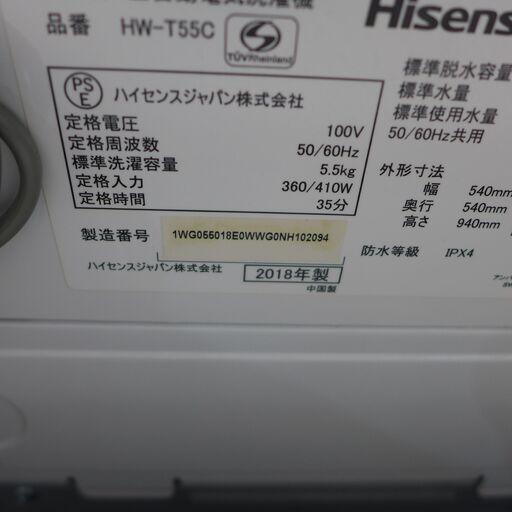 電気洗濯機
品番 HW-T55C
TÜVRheinland
Hisens
PS
E
ハイセンスジャパン株式会社
定格電圧 100V
定格周波数 50/60Hz
標準洗濯容量 5.5kg
定格入力 360/410W
定格時間 35分
製造番号 1WG055018E0WWG0NH102094
ハイセンスジャパン株式会社 2018年製
中国製
標準脱水容量
標準水量
標準使用水量
50/60Hz共用
外形寸法
幅 540mm
奥行 540mm
高さ 940mm
防水等級 IPX4